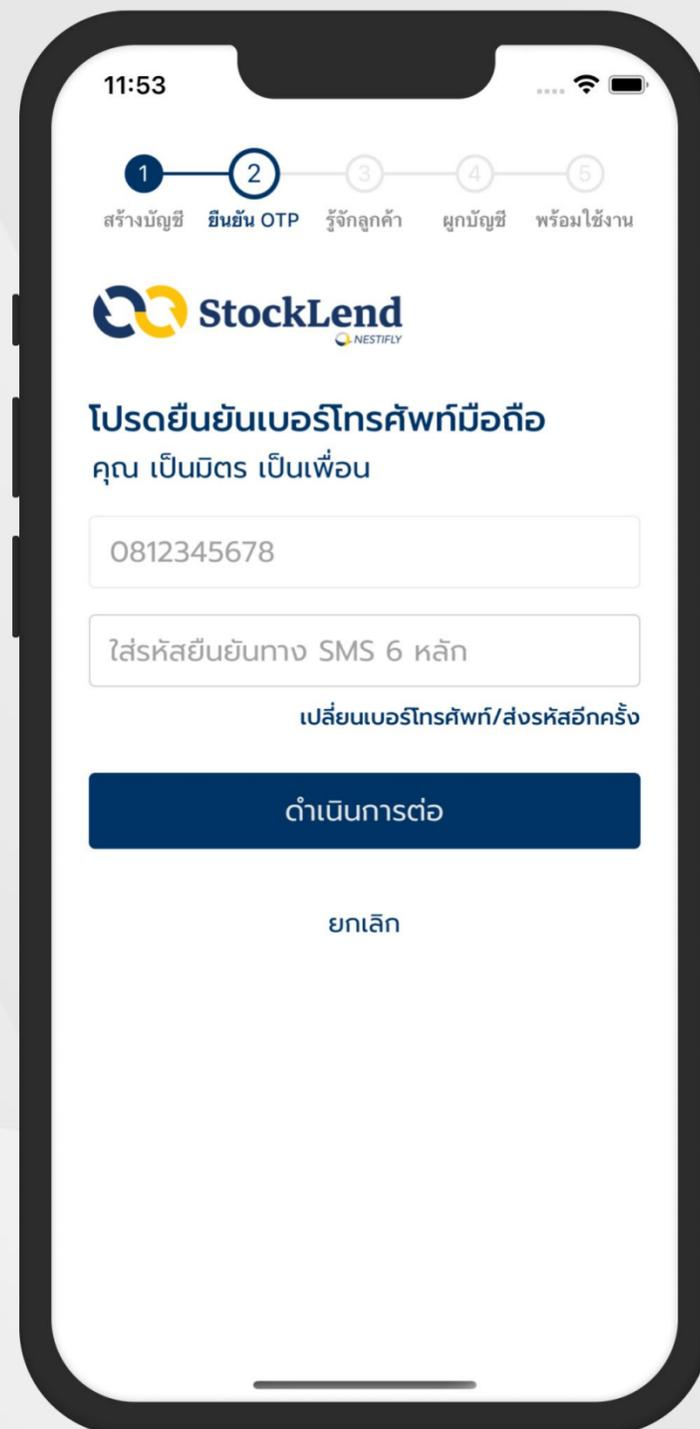 11:53
1 2 3 4 5
สร้างบัญชี ยืนยัน OTP รู้จักลูกค้า ผูกบัญชี พร้อมใช้งาน
StockLend
NESTIFLY
โปรดยืนยันเบอร์โทรศัพท์มือถือ
คุณ เป็นมิตร เป็นเพื่อน
0812345678
ใส่รหัสยืนยันทาง SMS 6 หลัก
เปลี่ยนเบอร์โทรศัพท์/ส่งรหัสอีกครั้ง
ดำเนินการต่อ
ยกเลิก